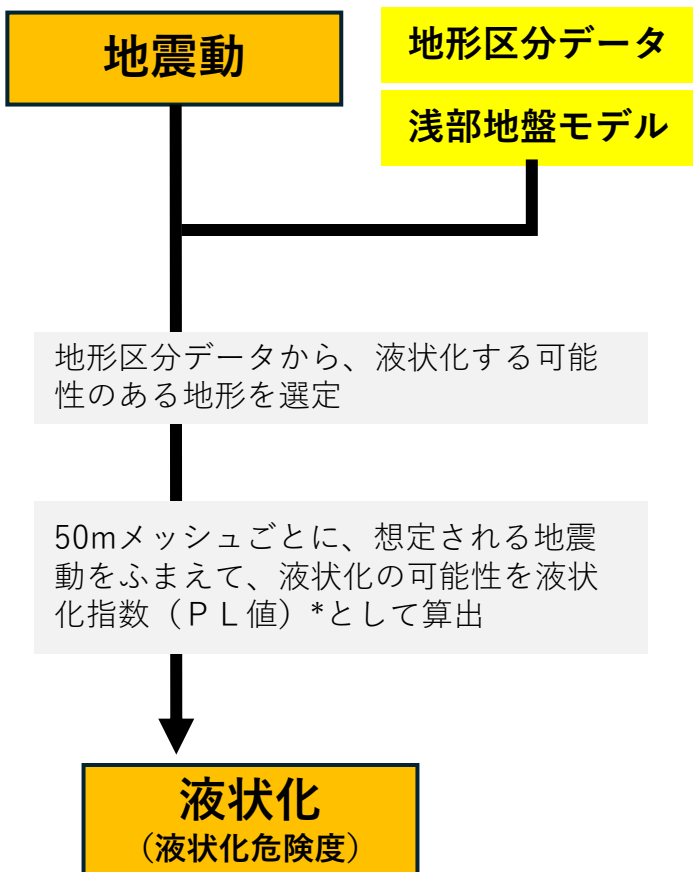 地震動
地形区分データ
浅部地盤モデル
地形区分データから、液状化する可能
性のある地形を選定
50mメッシュごとに、想定される地震
動をふまえて、液状化の可能性を液状
化指数（ＰＬ値）*として算出
液状化
（液状化危険度）